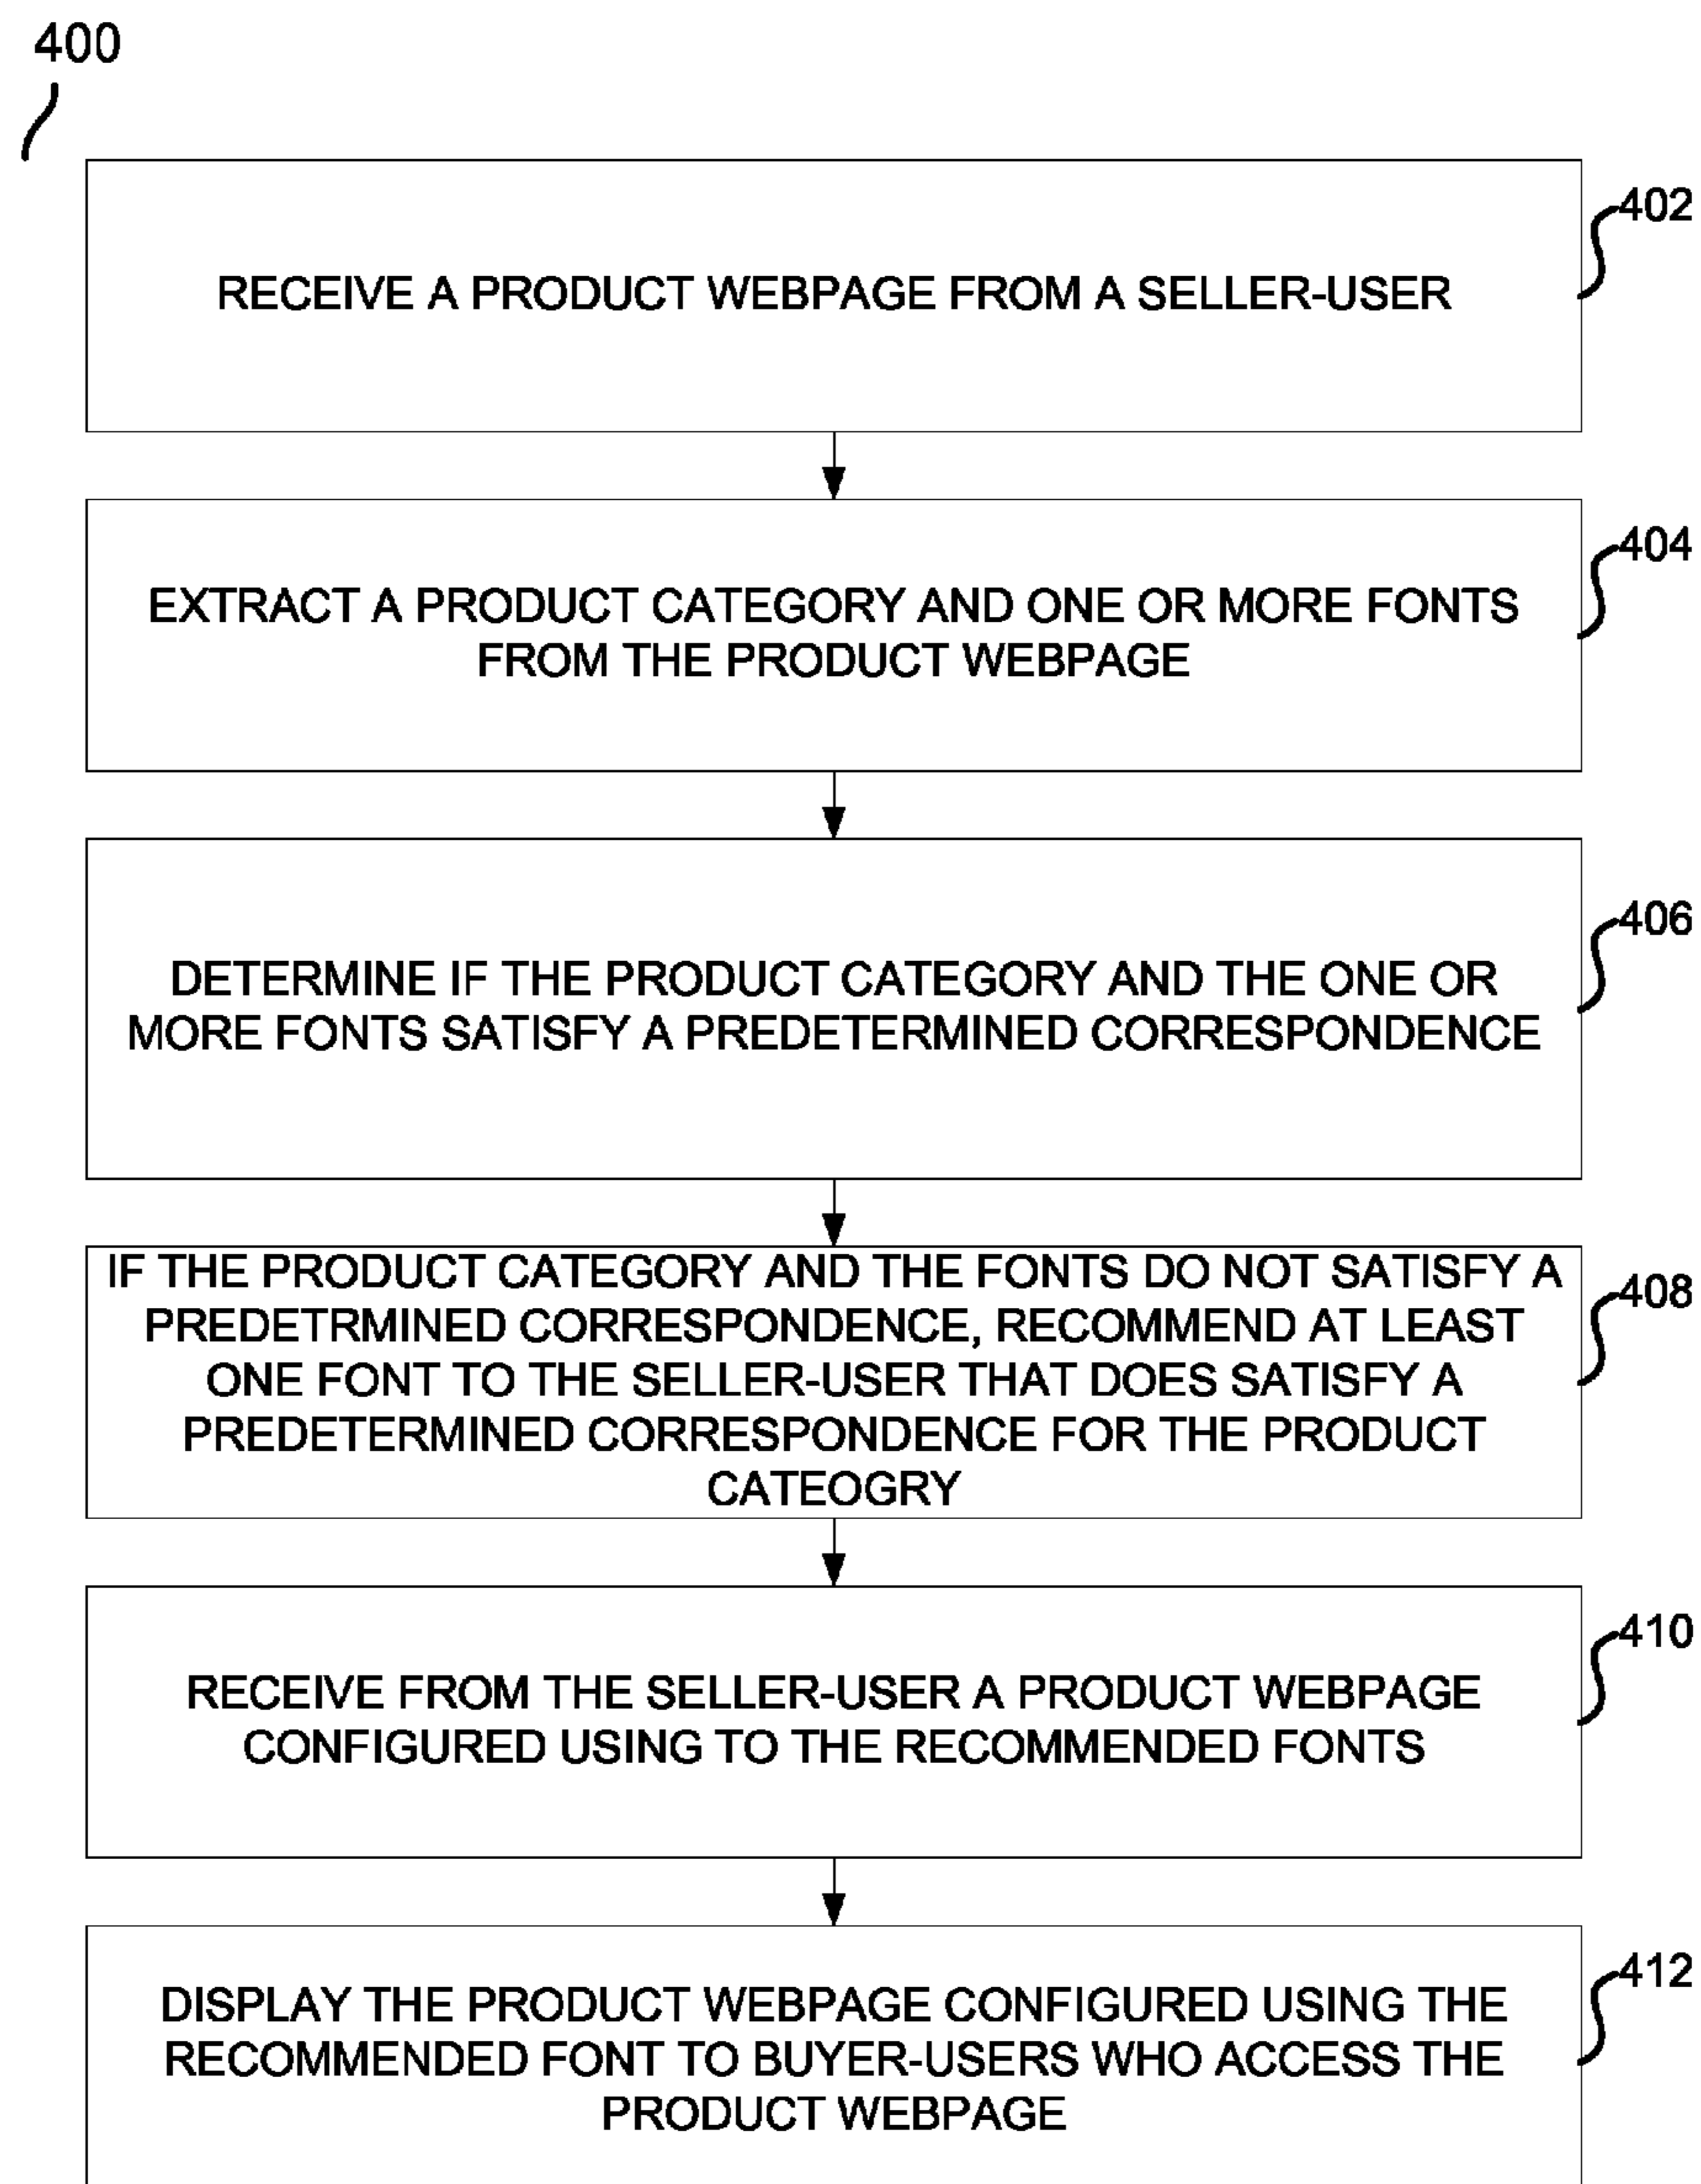 400
402
RECEIVE A PRODUCT WEBPAGE FROM A SELLER-USER
404
EXTRACT A PRODUCT CATEGORY AND ONE OR MORE FONTS
FROM THE PRODUCT WEBPAGE
406
DETERMINE IF THE PRODUCT CATEGORY AND THE ONE OR
MORE FONTS SATISFY A PREDETERMINED CORRESPONDENCE
408
IF THE PRODUCT CATEGORY AND THE FONTS DO NOT SATISFY A
PREDETRMINED CORRESPONDENCE, RECOMMEND AT LEAST
ONE FONT TO THE SELLER-USER THAT DOES SATISFY A
PREDETERMINED CORRESPONDENCE FOR THE PRODUCT
CATEOGRY
410
RECEIVE FROM THE SELLER-USER A PRODUCT WEBPAGE
CONFIGURED USING TO THE RECOMMENDED FONTS
412
DISPLAY THE PRODUCT WEBPAGE CONFIGURED USING THE
RECOMMENDED FONT TO BUYER-USERS WHO ACCESS THE
PRODUCT WEBPAGE